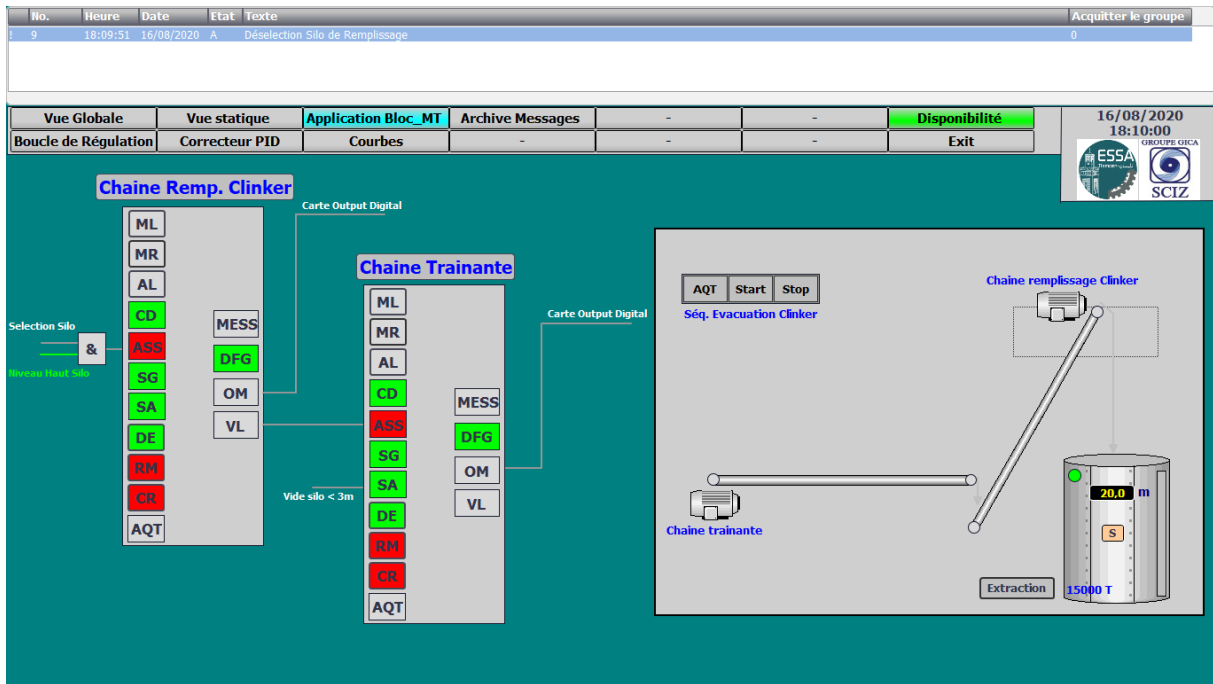 No. Heure Date Etat Texte Acquitter le groupe
! 9 18:09:51 16/08/2020 A Déselection Silo de Remplissage 0
Vue Globale Vue statique Application Bloc_MT Archive Messages - - Disponibilité
Boucle de Régulation Correcteur PID Courbes - - - Exit
16/08/2020
18:10:00
ESSA
GROUPE GICA
SCIZ
Chaine Remp. Clinker
Carte Output Digital
ML
MR
AL
CD
ASS
SG
SA
DE
RM
CR
AQT
MESS
DFG
OM
VL
Selection Silo
&
Niveau Haut Silo
Chaine Trainante
Carte Output Digital
ML
MR
AL
CD
ASS
SG
SA
DE
RM
CR
AQT
MESS
DFG
OM
VL
Vide silo < 3m
AQT Start Stop
Séq. Evacuation Clinker
Chaine remplissage Clinker
Chaine trainante
20,0 m
S
Extraction
15000 T